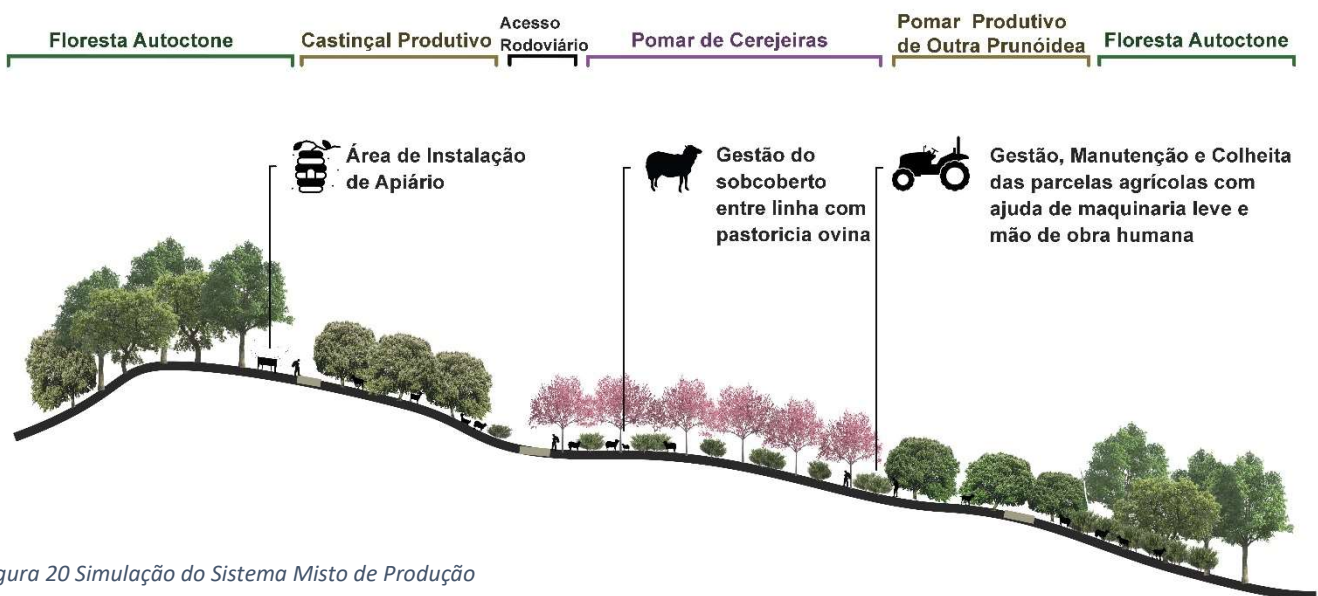 Floresta Autoctone
Castinçal Produtivo
Acesso
Rodoviário
Pomar de Cerejeiras
Pomar Produtivo
de Outra Prunóidea
Floresta Autoctone
Área de Instalação
de Apiário
Gestão do
sobcoberto
entre linha com
pastoricia ovina
Gestão, Manutenção e Colheita
das parcelas agrícolas com
ajuda de maquinaria leve e
mão de obra humana
gura 20 Simulação do Sistema Misto de Produção